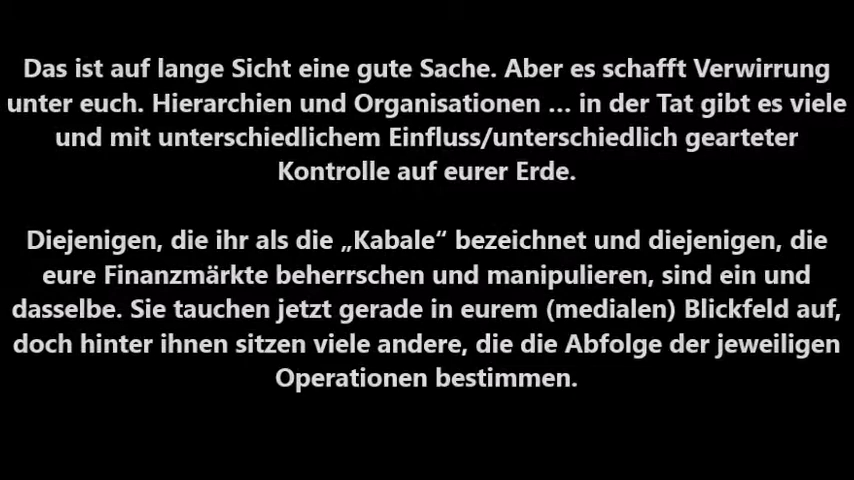 Das ist auf lange Sicht eine gute Sache. Aber es schafft Verwirrung
unter euch. Hierarchien und Organisationen … in der Tat gibt es viele
und mit unterschiedlichem Einfluss/unterschiedlich gearteter
Kontrolle auf eurer Erde.
Diejenigen, die ihr als die „Kabale“ bezeichnet und diejenigen, die
eure Finanzmärkte beherrschen und manipulieren, sind ein und
dasselbe. Sie tauchen jetzt gerade in eurem (medialen) Blickfeld auf,
doch hinter ihnen sitzen viele andere, die die Abfolge der jeweiligen
Operationen bestimmen.